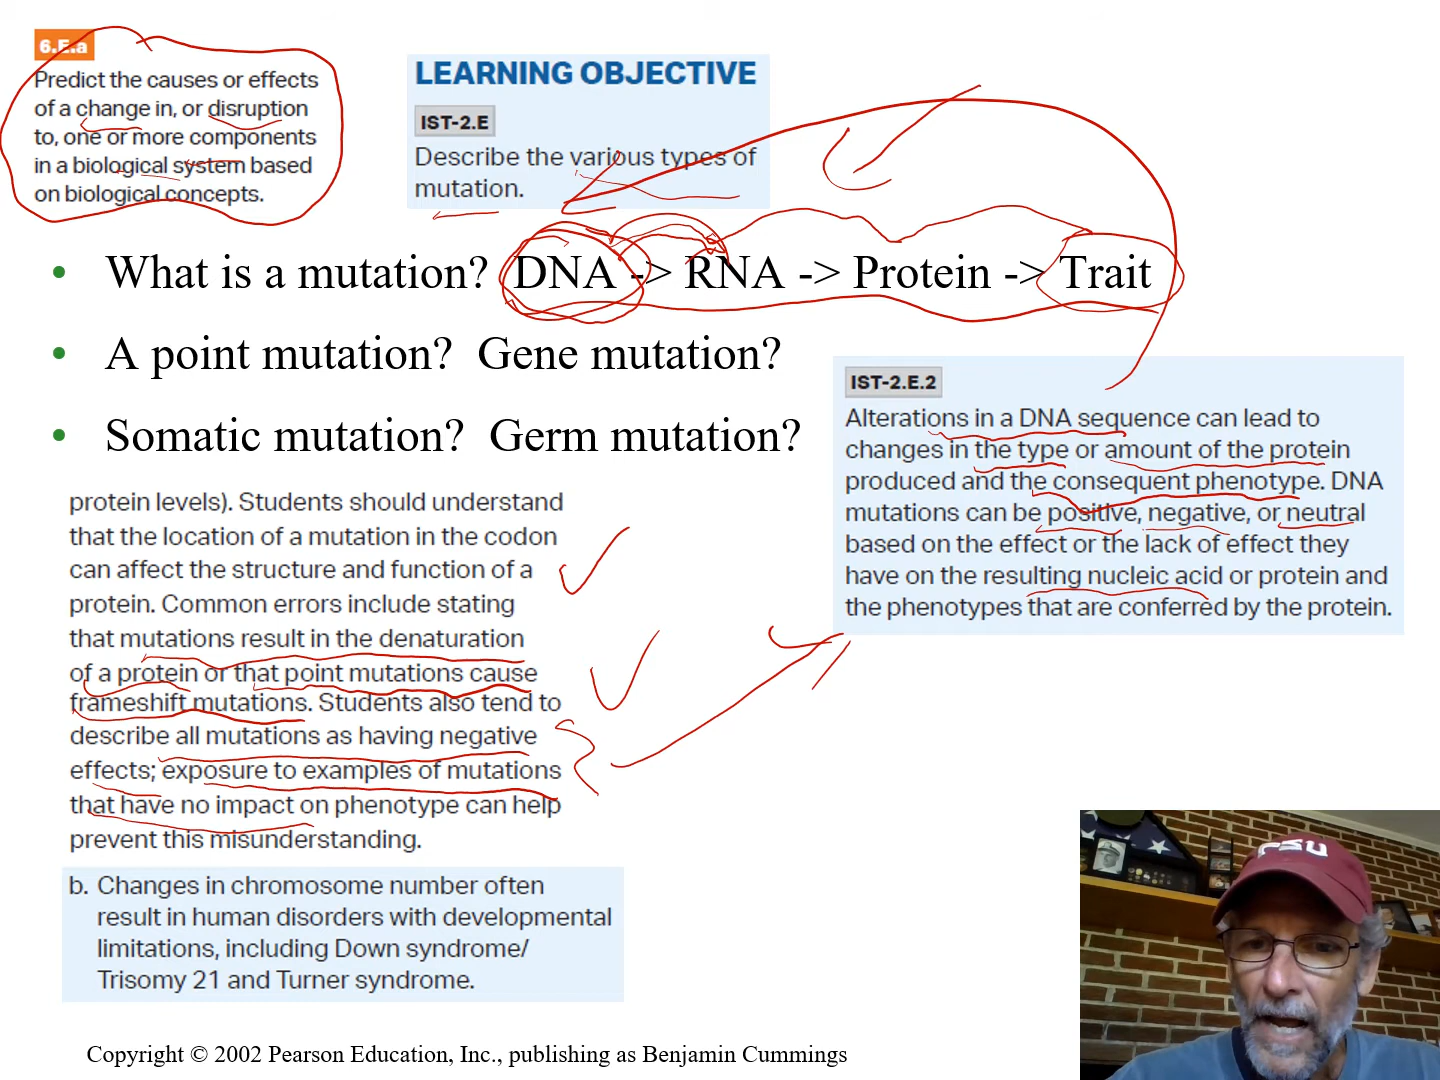 6.E.a
Predict the causes or effects
of a change in, or disruption
to, one or more components
in a biological system based
on biological concepts.
LEARNING OBJECTIVE
IST-2.E
Describe the various types of
mutation.
• What is a mutation? DNA -> RNA -> Protein -> Trait
• A point mutation? Gene mutation?
• Somatic mutation? Germ mutation?
IST-2.E.2
Alterations in a DNA sequence can lead to
changes in the type or amount of the protein
produced and the consequent phenotype. DNA
mutations can be positive, negative, or neutral
based on the effect or the lack of effect they
have on the resulting nucleic acid or protein and
the phenotypes that are conferred by the protein.
protein levels). Students should understand
that the location of a mutation in the codon
can affect the structure and function of a
protein. Common errors include stating
that mutations result in the denaturation
of a protein or that point mutations cause
frameshift mutations. Students also tend to
describe all mutations as having negative
effects; exposure to examples of mutations
that have no impact on phenotype can help
prevent this misunderstanding.
b. Changes in chromosome number often
result in human disorders with developmental
limitations, including Down syndrome/
Trisomy 21 and Turner syndrome.
FSU
Copyright © 2002 Pearson Education, Inc., publishing as Benjamin Cummings